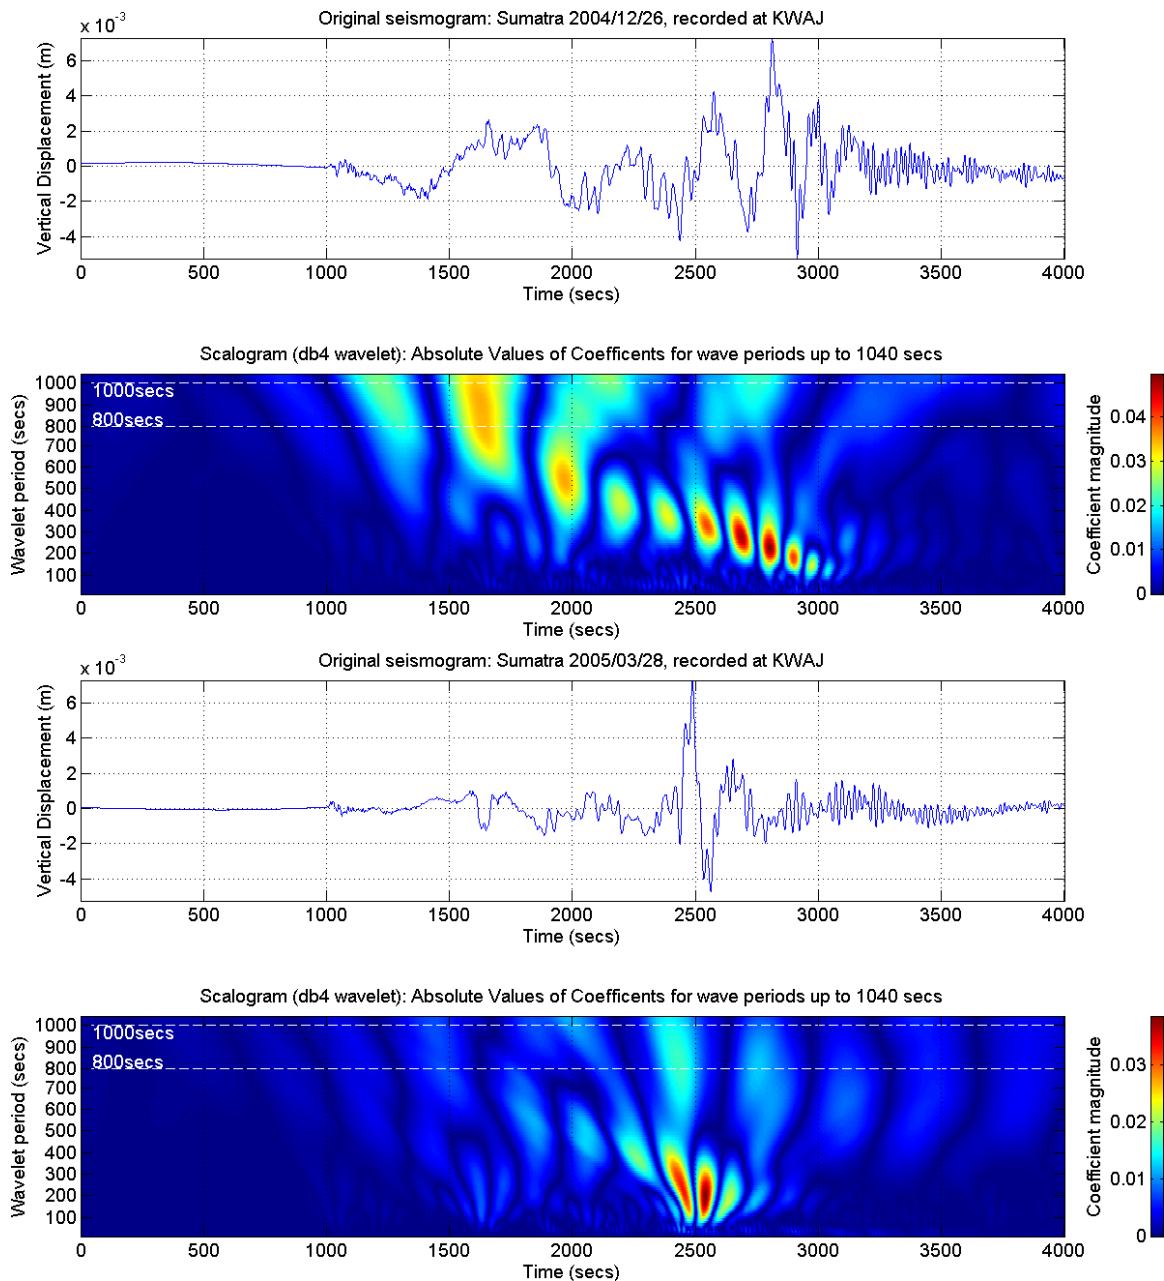 Original seismogram: Sumatra 2004/12/26, recorded at KWAJ
x 10^-3
Vertical Displacement (m)
6
4
2
0
-2
-4
0 500 1000 1500 2000 2500 3000 3500 4000
Time (secs)
Scalogram (db4 wavelet): Absolute Values of Coefficents for wave periods up to 1040 secs
Wavelet period (secs)
1000
900
800
700
600
500
400
300
200
100
1000secs
800secs
0 500 1000 1500 2000 2500 3000 3500 4000
Time (secs)
Coefficient magnitude
0.04
0.03
0.02
0.01
0
Original seismogram: Sumatra 2005/03/28, recorded at KWAJ
x 10^-3
Vertical Displacement (m)
6
4
2
0
-2
-4
0 500 1000 1500 2000 2500 3000 3500 4000
Time (secs)
Scalogram (db4 wavelet): Absolute Values of Coefficents for wave periods up to 1040 secs
Wavelet period (secs)
1000
900
800
700
600
500
400
300
200
100
1000secs
800secs
0 500 1000 1500 2000 2500 3000 3500 4000
Time (secs)
Coefficient magnitude
0.03
0.02
0.01
0